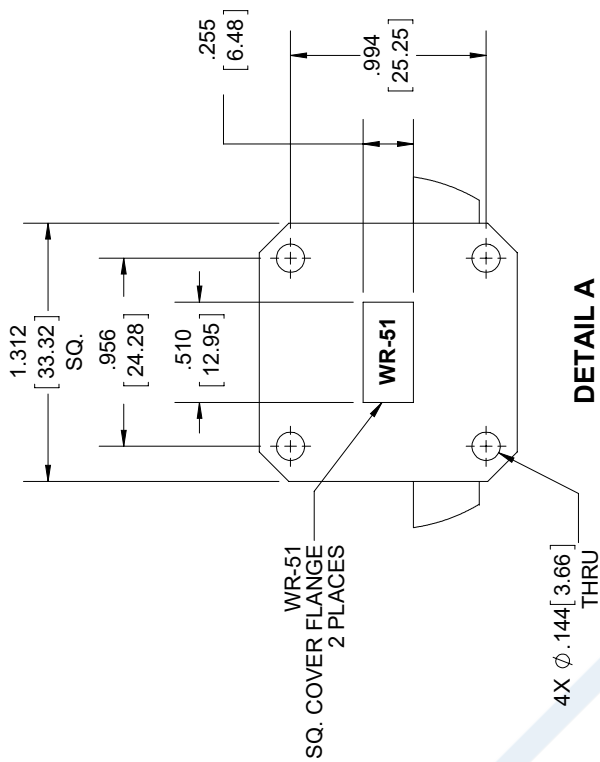 1.312
[33.32]
SQ.
.956
[24.28]
.510
[12.95]
.255
[6.48]
.994
[25.25]
WR-51
WR-51
SQ. COVER FLANGE
2 PLACES
4X ∅.144[3.66]
THRU
DETAIL A